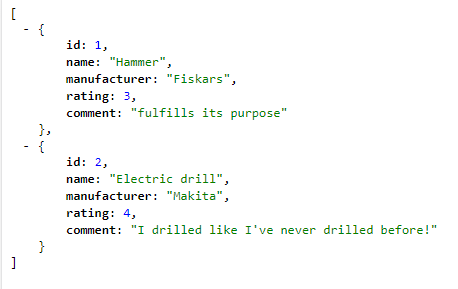 [
- {
id: 1,
name: "Hammer",
manufacturer: "Fiskars",
rating: 3,
comment: "fulfills its purpose"
},
- {
id: 2,
name: "Electric drill",
manufacturer: "Makita",
rating: 4,
comment: "I drilled like I've never drilled before!"
}
]